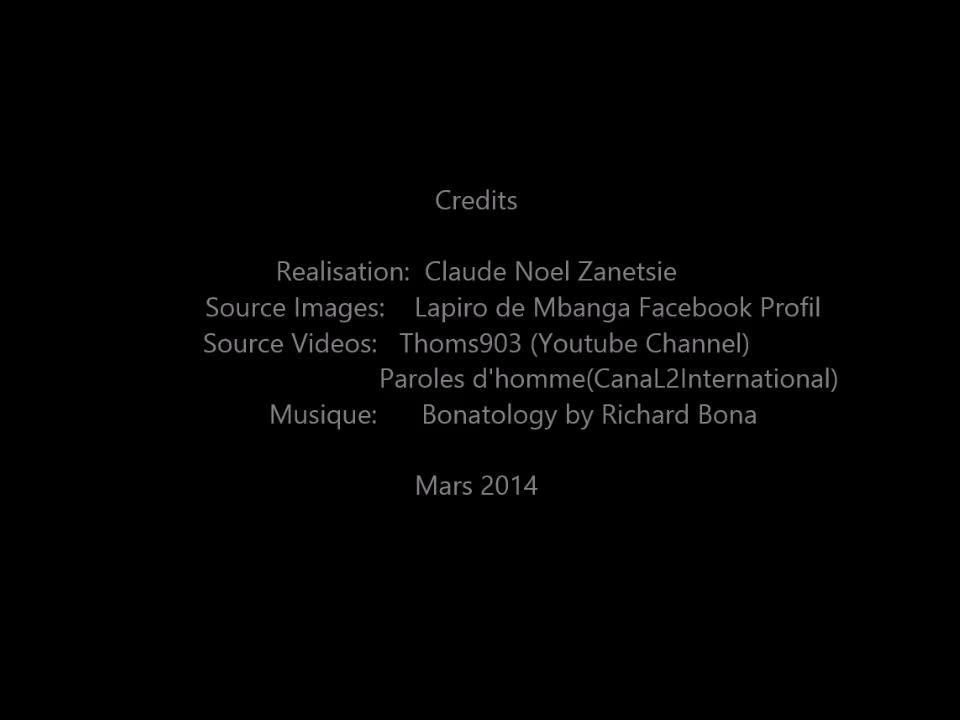 Credits
Realisation: Claude Noel Zanetsie
Source Images: Lapiro de Mbanga Facebook Profil
Source Videos: Thoms903 (Youtube Channel)
Paroles d'homme(CanaL2International)
Musique: Bonatology by Richard Bona
Mars 2014